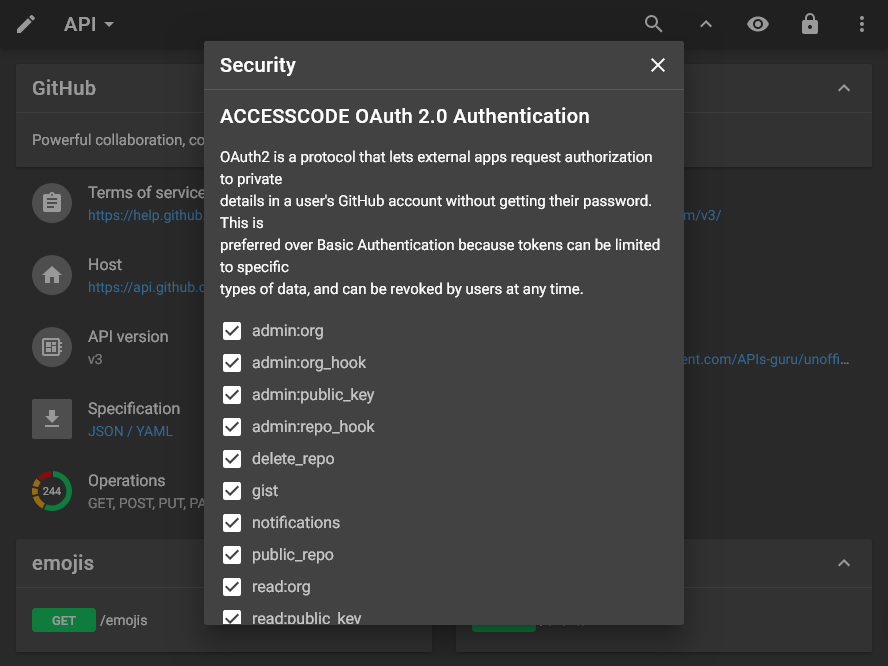 API
Security
GitHub
ACCESSCODE OAuth 2.0 Authentication
Powerful collaboration,
OAuth2 is a protocol that lets external apps request authorization
to private
details in a user's GitHub account without getting their password.
This is
preferred over Basic Authentication because tokens can be limited
to specific
types of data, and can be revoked by users at any time.
Terms of service
https://help.github.
m/v3/
Host
https://api.github.c
API version
v3
ent.com/APIs-guru/unoffi...
Specification
JSON / YAML
244
Operations
GET, POST, PUT, PA
admin:org
admin:org_hook
admin:public_key
admin:repo_hook
delete_repo
gist
notifications
public_repo
read:org
read:public_key
emojis
GET /emojis